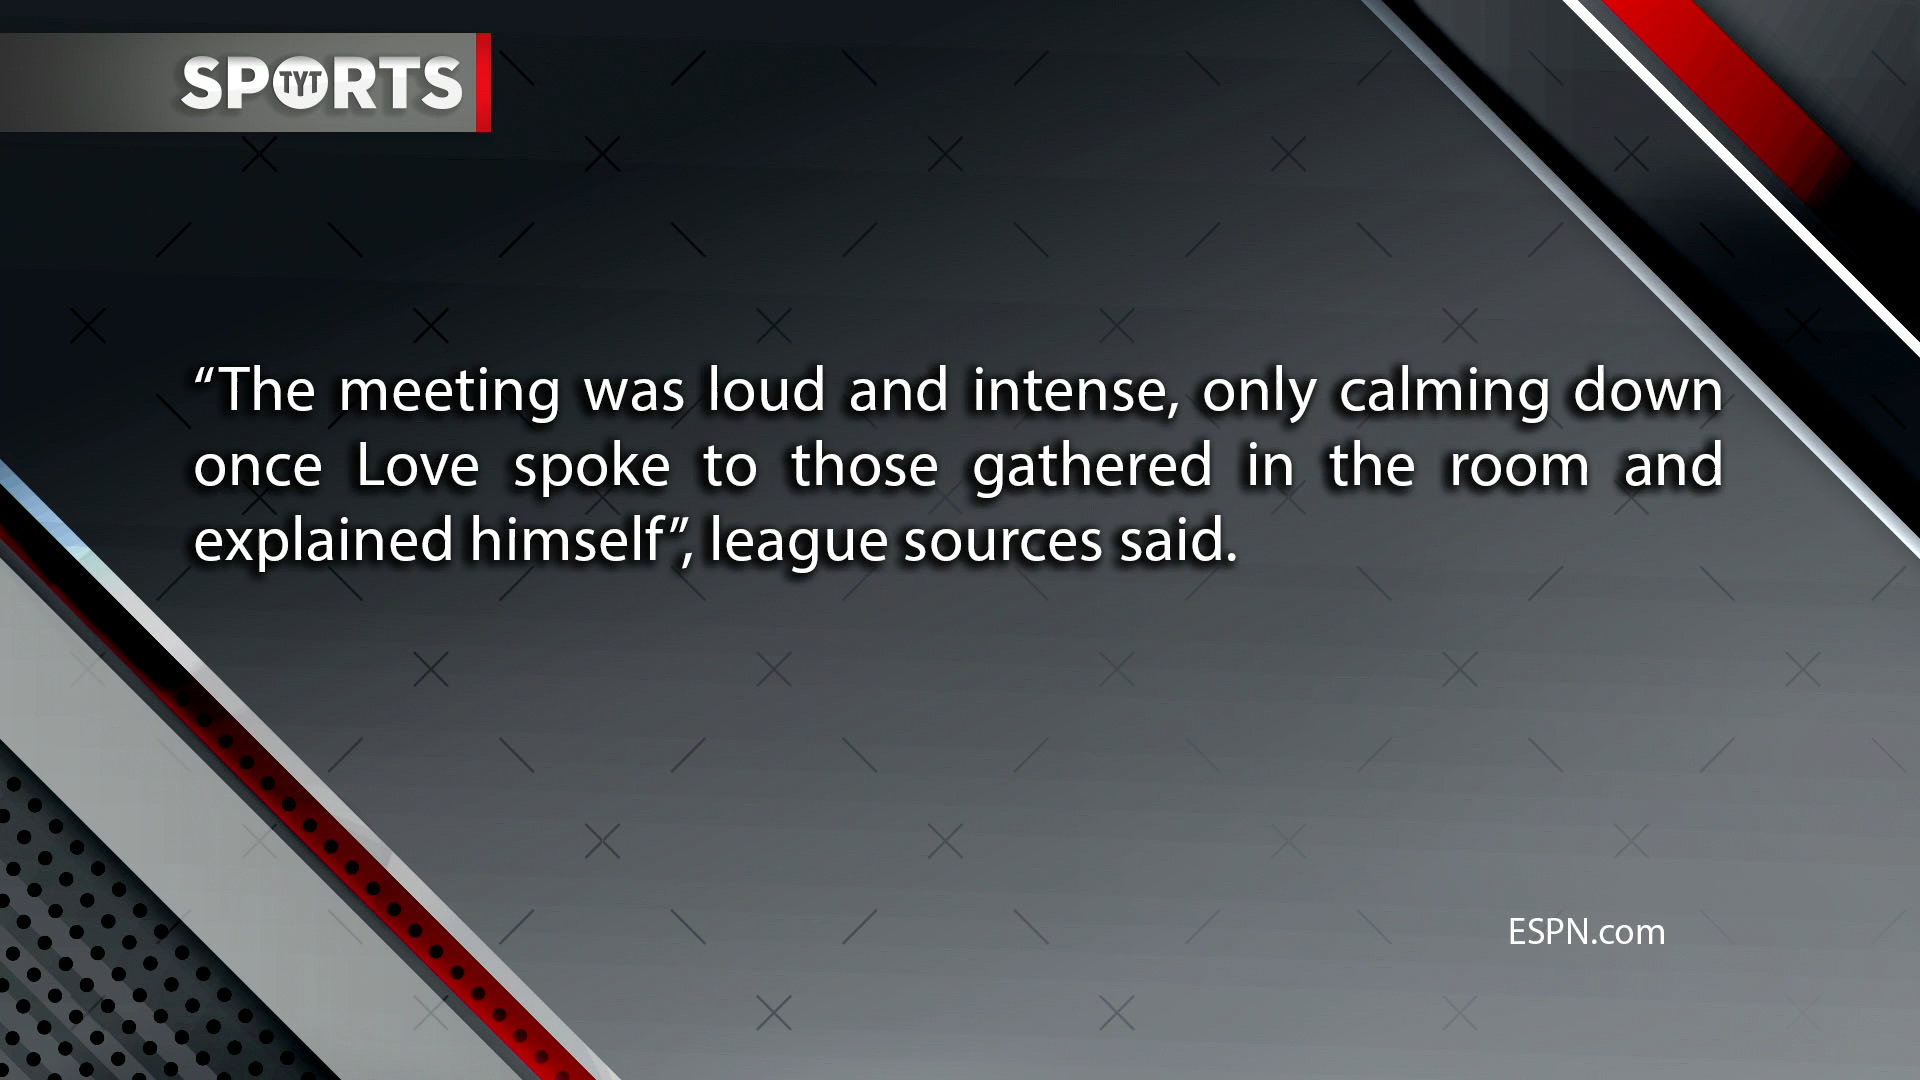 SPORTS
TYT
“The meeting was loud and intense, only calming down
once Love spoke to those gathered in the room and
explained himself”, league sources said.
ESPN.com